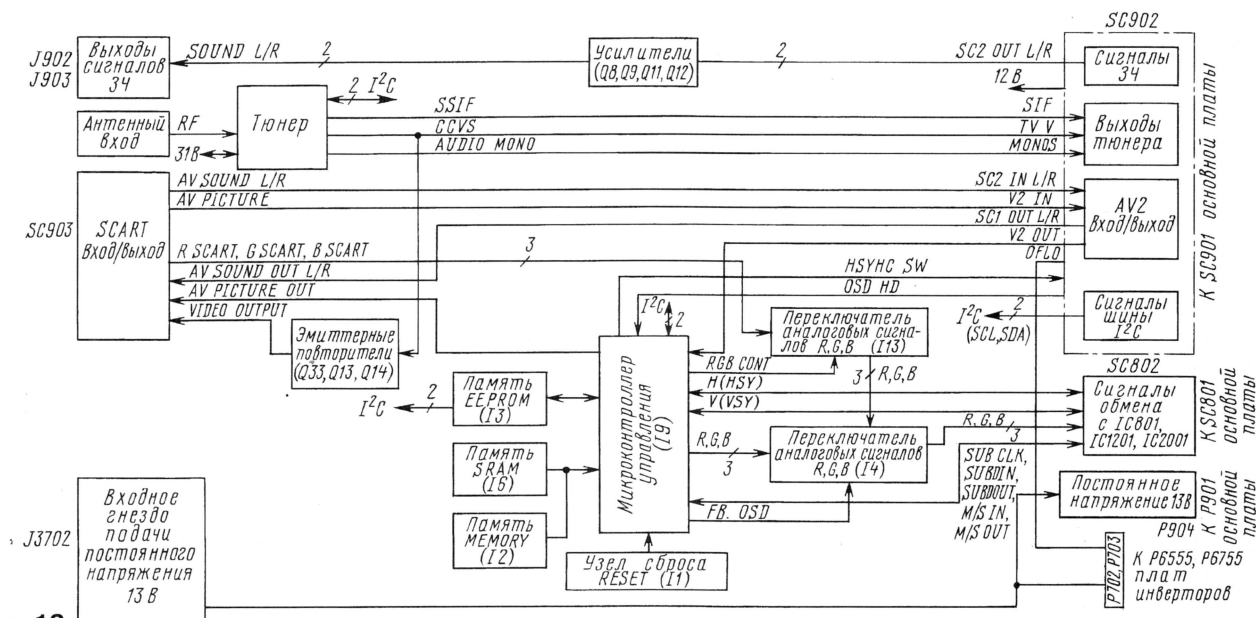 SC902
J902
J903
Выходы
сигналов
ЗЧ
SOUND L/R
2
Усилители
(Q8,Q9,Q11,Q12)
2
SC2 OUT L/R
Сигналы
ЗЧ
12 В
Антенный
вход
RF
31В
Тюнер
2
I²C
SSIF
CCVS
AUDIO MONO
SIF
TV V
MONOS
Выходы
тюнера
К SC901 основной платы
SC903
SCART
Вход/выход
AV SOUND L/R
AV PICTURE
R SCART, G SCART, B SCART
3
AV SOUND OUT L/R
AV PICTURE OUT
VIDEO OUTPUT
SC2 IN L/R
V2 IN
SC1 OUT L/R
V2 OUT
OFLO
AV2
Вход/выход
HSYHC SW
OSD HD
I²C
2
Эмиттерные
повторители
(Q33, Q13, Q14)
Переключатель
аналоговых сигна-
лов R,G,B (I13)
I²C
2
(SCL,SDA)
Сигналы
шины
I²C
I²C
2
Память
EEPROM
(I3)
Память
SRAM
(I6)
Память
MEMORY
(I2)
Микроконтроллер
управления
(I9)
RGB CONT
H(HSY)
V(VSY)
3
R,G,B
R,G,B
3
Переключатель
аналоговых сигналов
R,G,B (I4)
FB. OSD
R,G,B
3
SUB CLK,
SUBDIN,
SUBDOUT,
M/S IN,
M/S OUT
SC802
Сигналы
обмена
с IC801,
IC1201, IC2001
К SC801
основной
платы
Узел сброса
RESET (I1)
J3702
Входное
гнездо
подачи
постоянного
напряжения
13 В
Постоянное
напряжение 13В
P904
К P901
основной
платы
P702, P703
К P6555, P6755
плат
инверторов